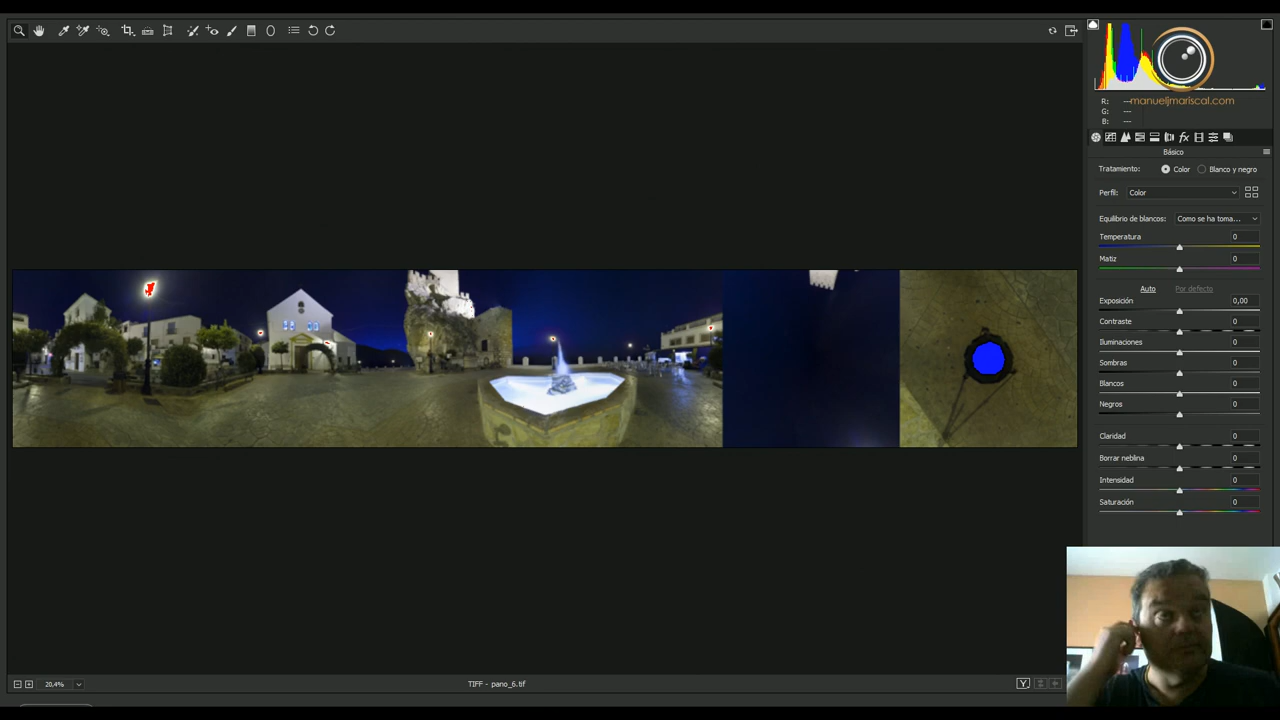 manueljmariscal.com
R: ---
G: ---
B: ---
fx
Básico
Tratamiento: Color Blanco y negro
Perfil: Color
Equilibrio de blancos: Como se ha toma...
Temperatura 0
Matiz 0
Auto Por defecto
Exposición 0,00
Contraste 0
Iluminaciones 0
Sombras 0
Blancos 0
Negros 0
Claridad 0
Borrar neblina 0
Intensidad 0
Saturación 0
20,4% TIFF - pano_6.tif Y